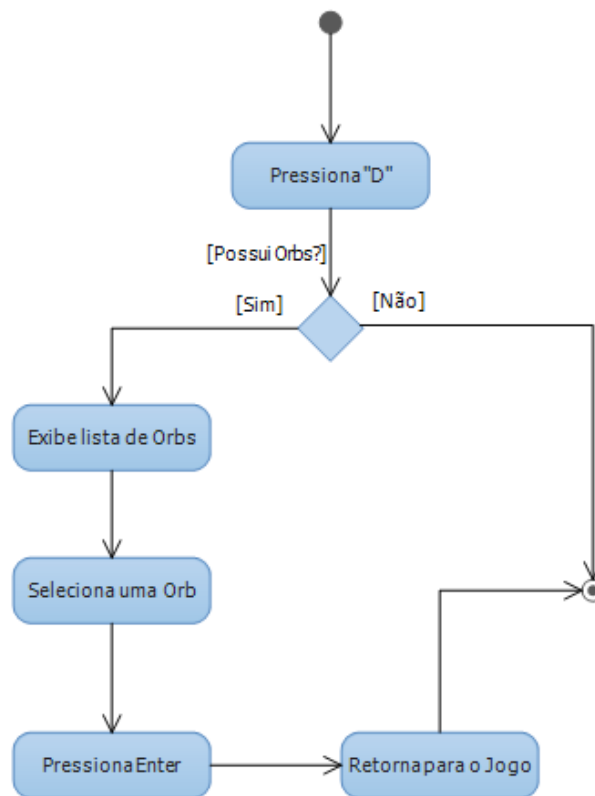 Pressiona "D"
[Possui Orbs?]
[Sim]
[Não]
Exibe lista de Orbs
Seleciona uma Orb
Pressiona Enter
Retorna para o Jogo